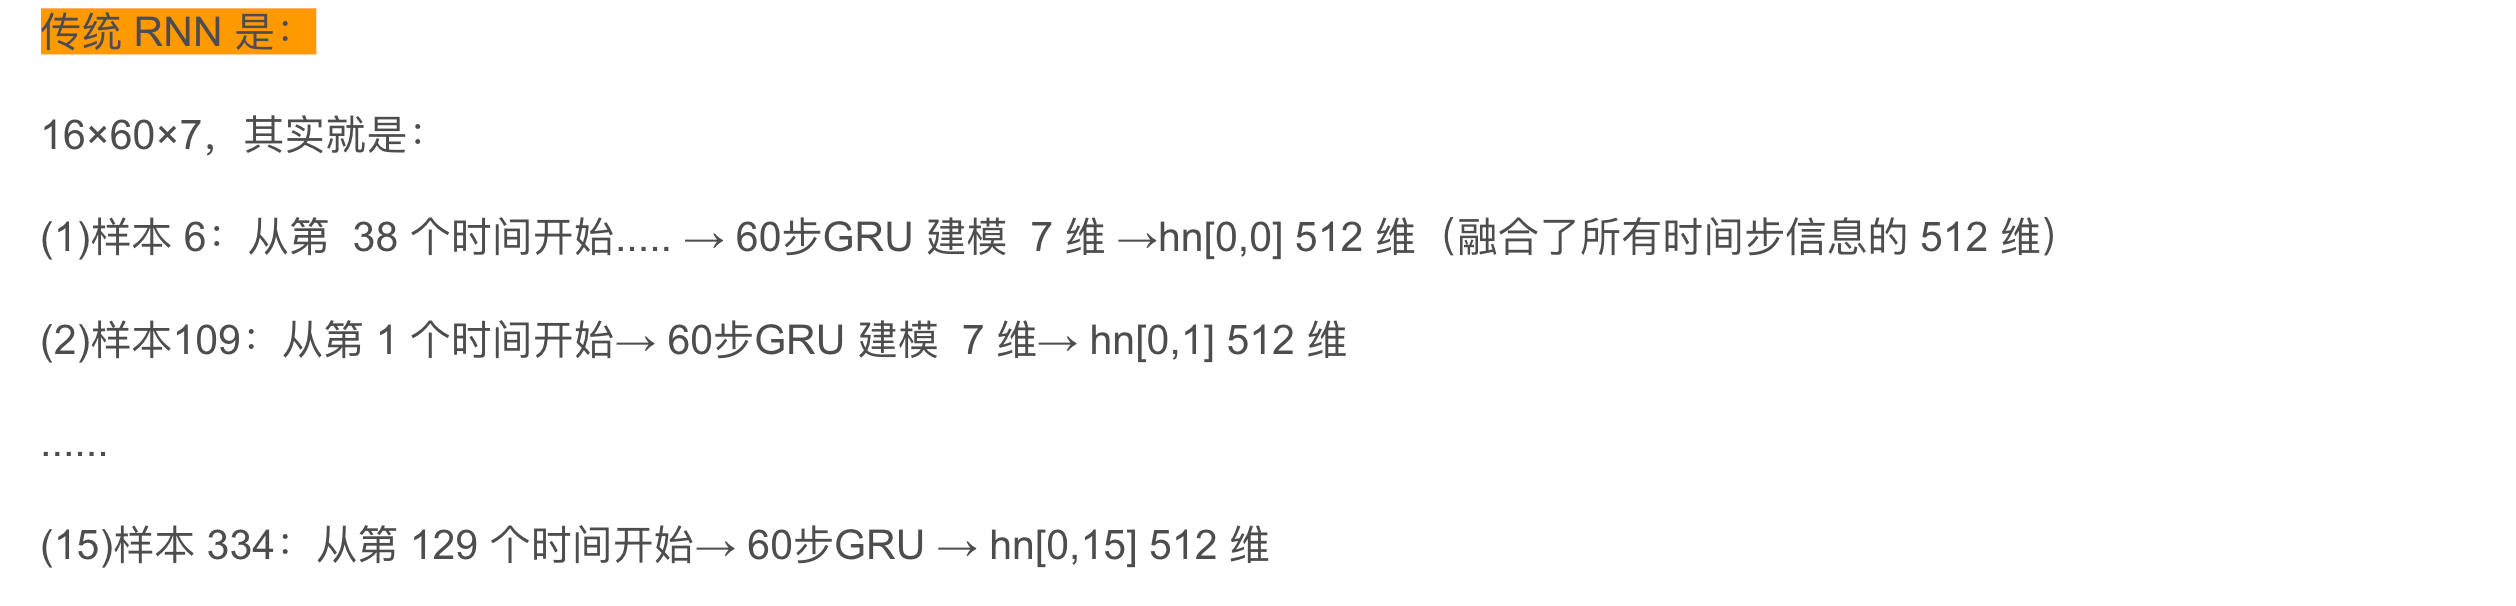 传统 RNN 是：
16×60×7，其实就是：
(1)样本 6：从第 38 个时间开始…… → 60步GRU建模 7 维 →hn[0,0] 512 维（融合了所有时步信息的 512 维）
(2)样本109：从第 1 个时间开始→ 60步GRU建模 7 维→ hn[0,1] 512 维
……
(15)样本 334： 从第 129 个时间开始→ 60步GRU → hn[0,15] 512 维